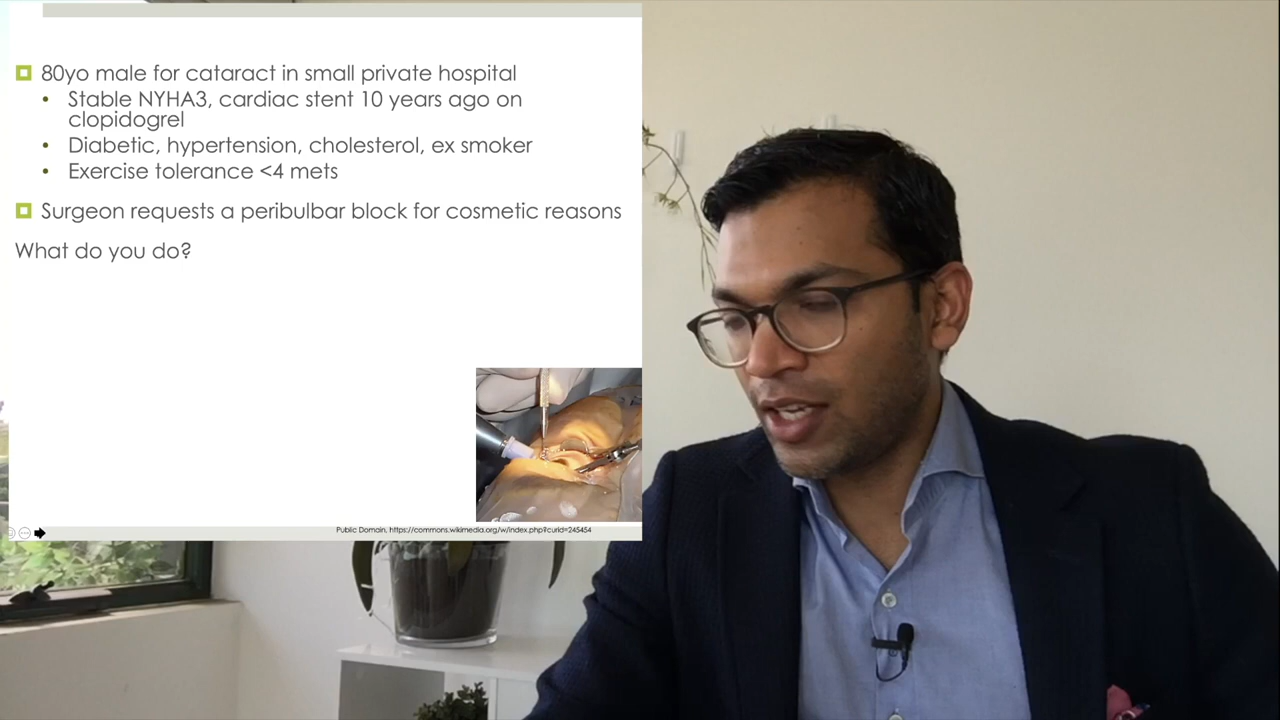 80yo male for cataract in small private hospital
Stable NYHA3, cardiac stent 10 years ago on
clopidogrel
Diabetic, hypertension, cholesterol, ex smoker
Exercise tolerance <4 mets
Surgeon requests a peribulbar block for cosmetic reasons
What do you do?
Public Domain, https://commons.wikimedia.org/w/index.php?curid=245454